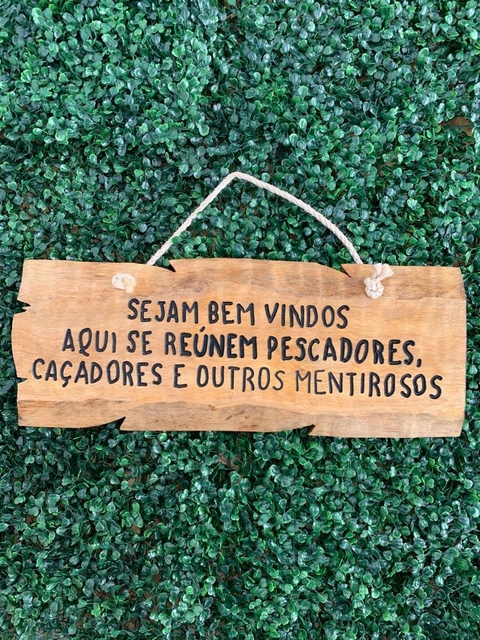 SEJAM BEM VINDOS
AQUI SE REÚNEM PESCADORES,
CAÇADORES E OUTROS MENTIROSOS